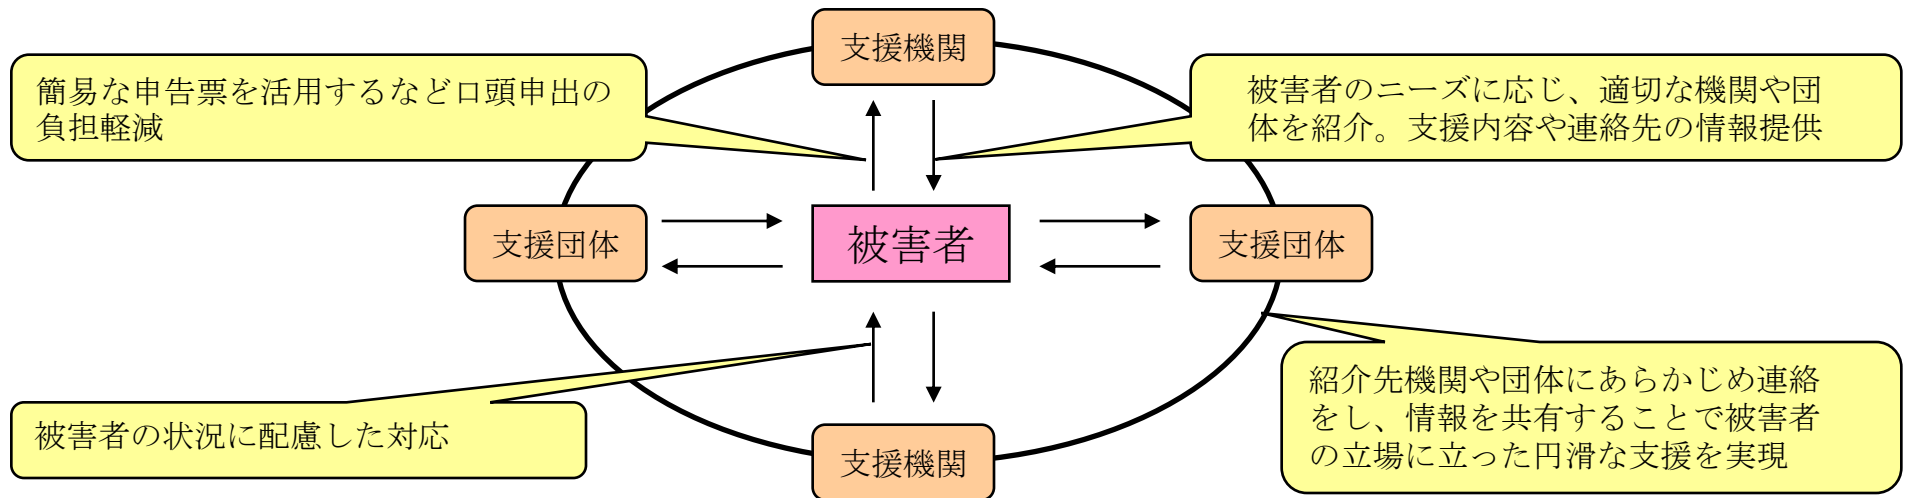 支援機関
簡易な申告票を活用するなど口頭申出の
負担軽減
被害者のニーズに応じ、適切な機関や団
体を紹介。支援内容や連絡先の情報提供
支援団体
被害者
支援団体
被害者の状況に配慮した対応
支援機関
紹介先機関や団体にあらかじめ連絡
をし、情報を共有することで被害者
の立場に立った円滑な支援を実現